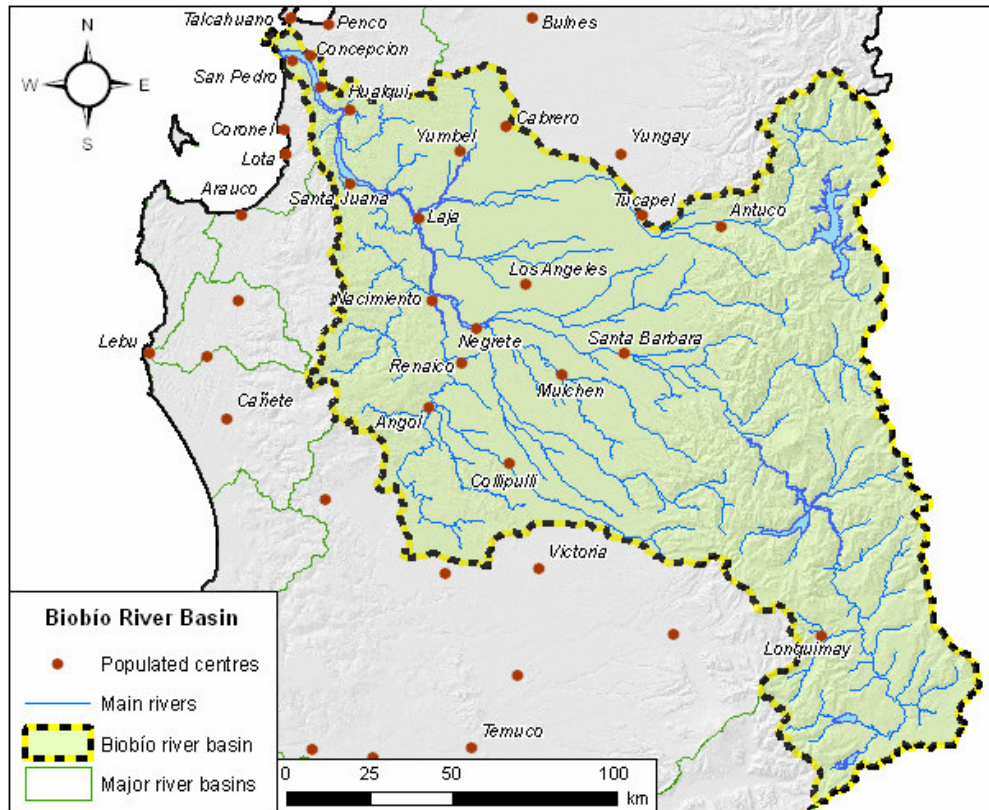 Talcahuano
Penco
Bulnes
N
W
E
S
Concepcion
San Pedro
Hualqui
Coronel
Lota
Yumbel
Cabrero
Yungay
Arauco
Santa Juana
Laja
Tucapel
Antuco
Los Angeles
Nacimiento
Negrete
Santa Barbara
Lebu
Renaico
Mulchen
Cañete
Angol
Collipulli
Victoria
Lonquimay
Temuco
Biobío River Basin
Populated centres
Main rivers
Biobío river basin
Major river basins
0 25 50 100
km